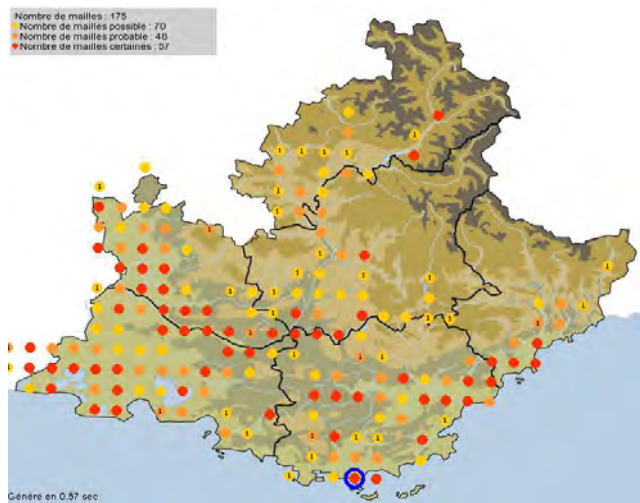 Nombre de mailles : 175
Nombre de mailles possible : 70
Nombre de mailles probable : 48
Nombre de mailles certaines : 57
Généré en 0.57 sec